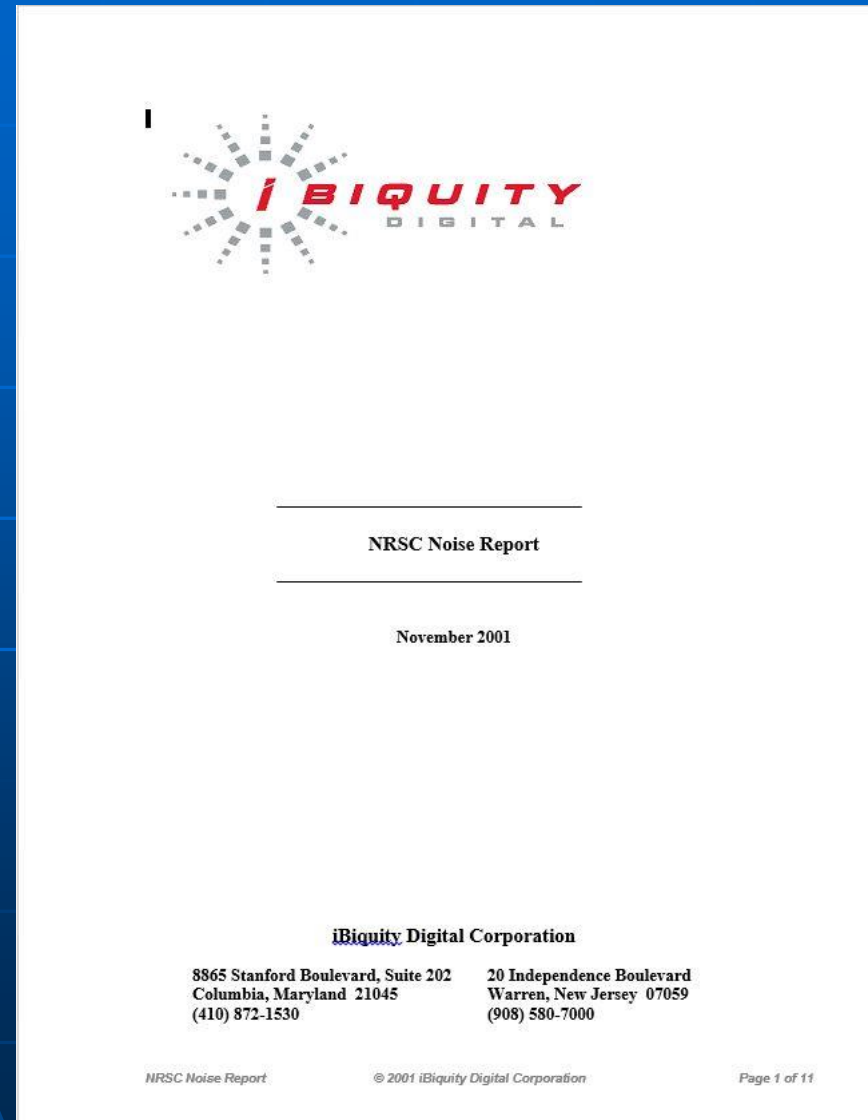 i BIQUITY
DIGITAL
NRSC Noise Report
November 2001
iBiquity Digital Corporation
8865 Stanford Boulevard, Suite 202
Columbia, Maryland 21045
(410) 872-1530
20 Independence Boulevard
Warren, New Jersey 07059
(908) 580-7000
NRSC Noise Report © 2001 iBiquity Digital Corporation Page 1 of 11